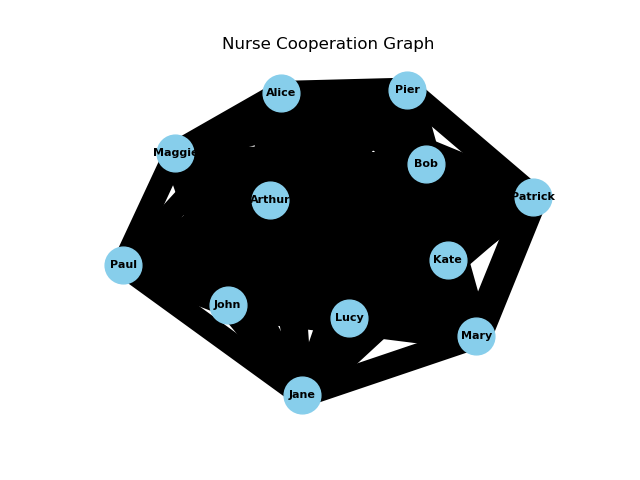 Nurse Cooperation Graph
Pier
Alice
Maggie
Bob
Patrick
Arthur
Kate
Paul
John
Lucy
Mary
Jane